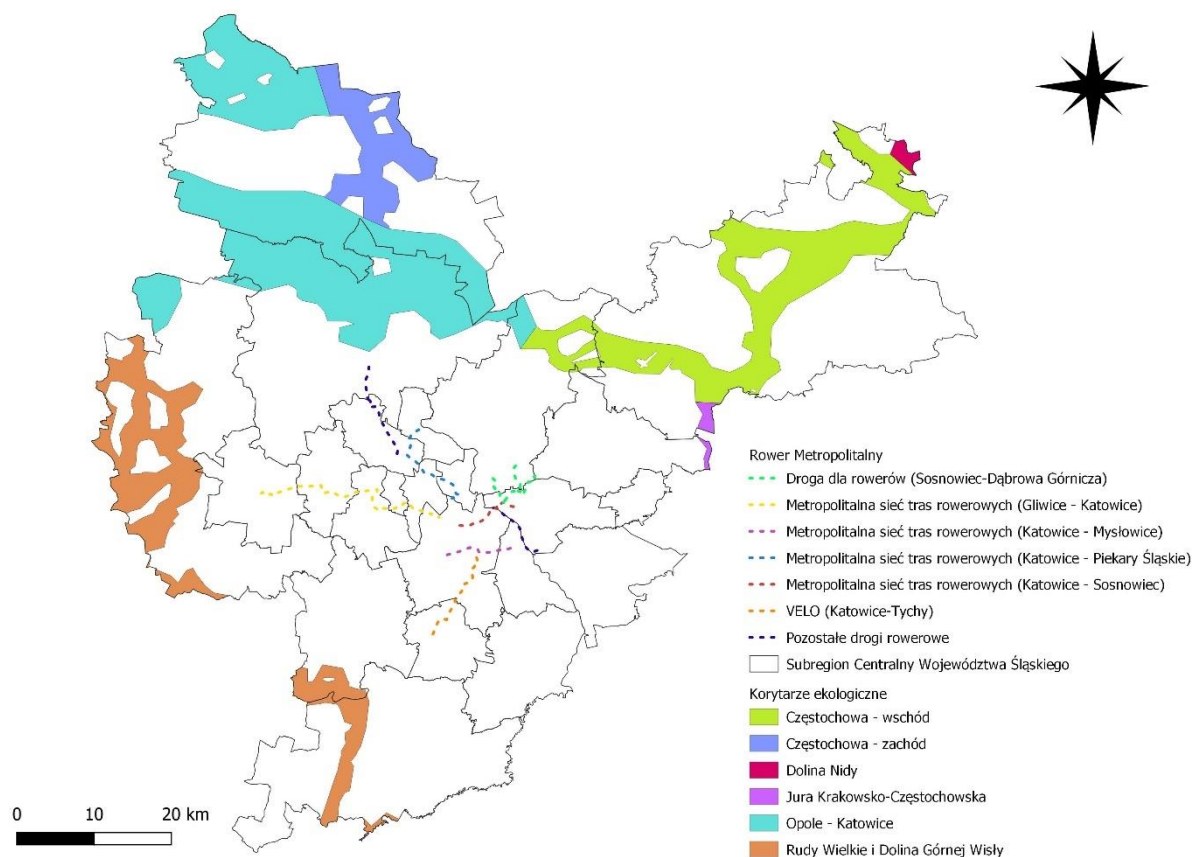 Rower Metropolitalny
Droga dla rowerów (Sosnowiec-Dąbrowa Górnicza)
Metropolitalna sieć tras rowerowych (Gliwice - Katowice)
Metropolitalna sieć tras rowerowych (Katowice - Mysłowice)
Metropolitalna sieć tras rowerowych (Katowice - Piekary Śląskie)
Metropolitalna sieć tras rowerowych (Katowice - Sosnowiec)
VELO (Katowice-Tychy)
Pozostałe drogi rowerowe
Subregion Centralny Województwa Śląskiego
Korytarze ekologiczne
Częstochowa - wschód
Częstochowa - zachód
Dolina Nidy
Jura Krakowsko-Częstochowska
Opole - Katowice
Rudy Wielkie i Dolina Górnej Wisły
0 10 20 km